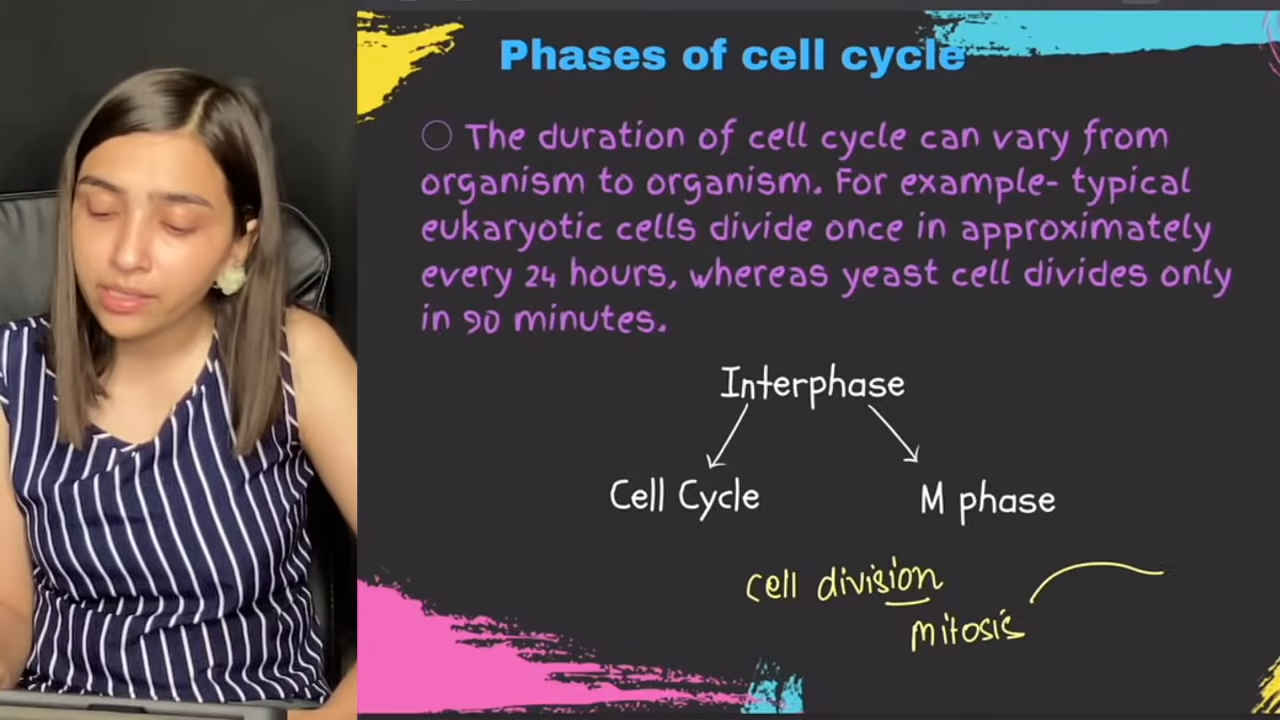 Phases of cell cycle
The duration of cell cycle can vary from
organism to organism. For example- typical
eukaryotic cells divide once in approximately
every 24 hours, whereas yeast cell divides only
in 90 minutes.
Interphase
Cell Cycle M phase
cell division
mitosis